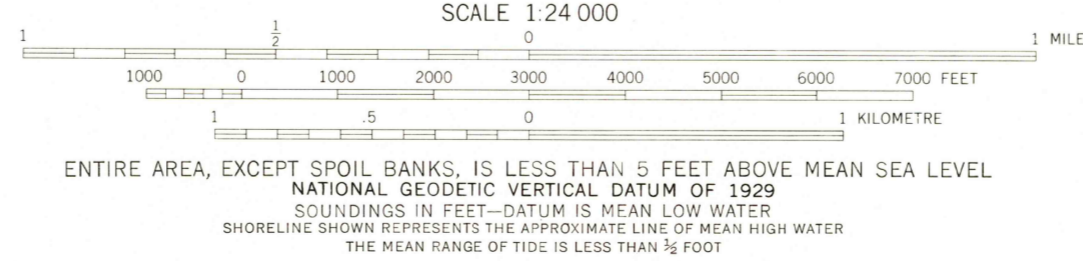 SCALE 1:24 000
1 ½ 0 1 MILE
1000 0 1000 2000 3000 4000 5000 6000 7000 FEET
1 .5 0 1 KILOMETRE
ENTIRE AREA, EXCEPT SPOIL BANKS, IS LESS THAN 5 FEET ABOVE MEAN SEA LEVEL
NATIONAL GEODETIC VERTICAL DATUM OF 1929
SOUNDINGS IN FEET—DATUM IS MEAN LOW WATER
SHORELINE SHOWN REPRESENTS THE APPROXIMATE LINE OF MEAN HIGH WATER
THE MEAN RANGE OF TIDE IS LESS THAN ½ FOOT